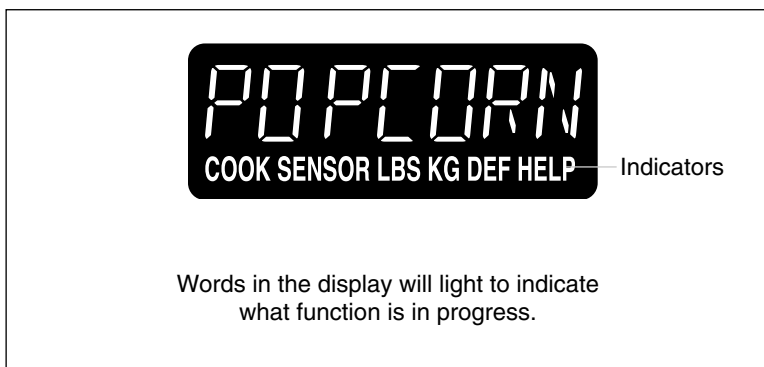 POPCORN
COOK SENSOR LBS KG DEF HELP
Indicators
Words in the display will light to indicate
what function is in progress.